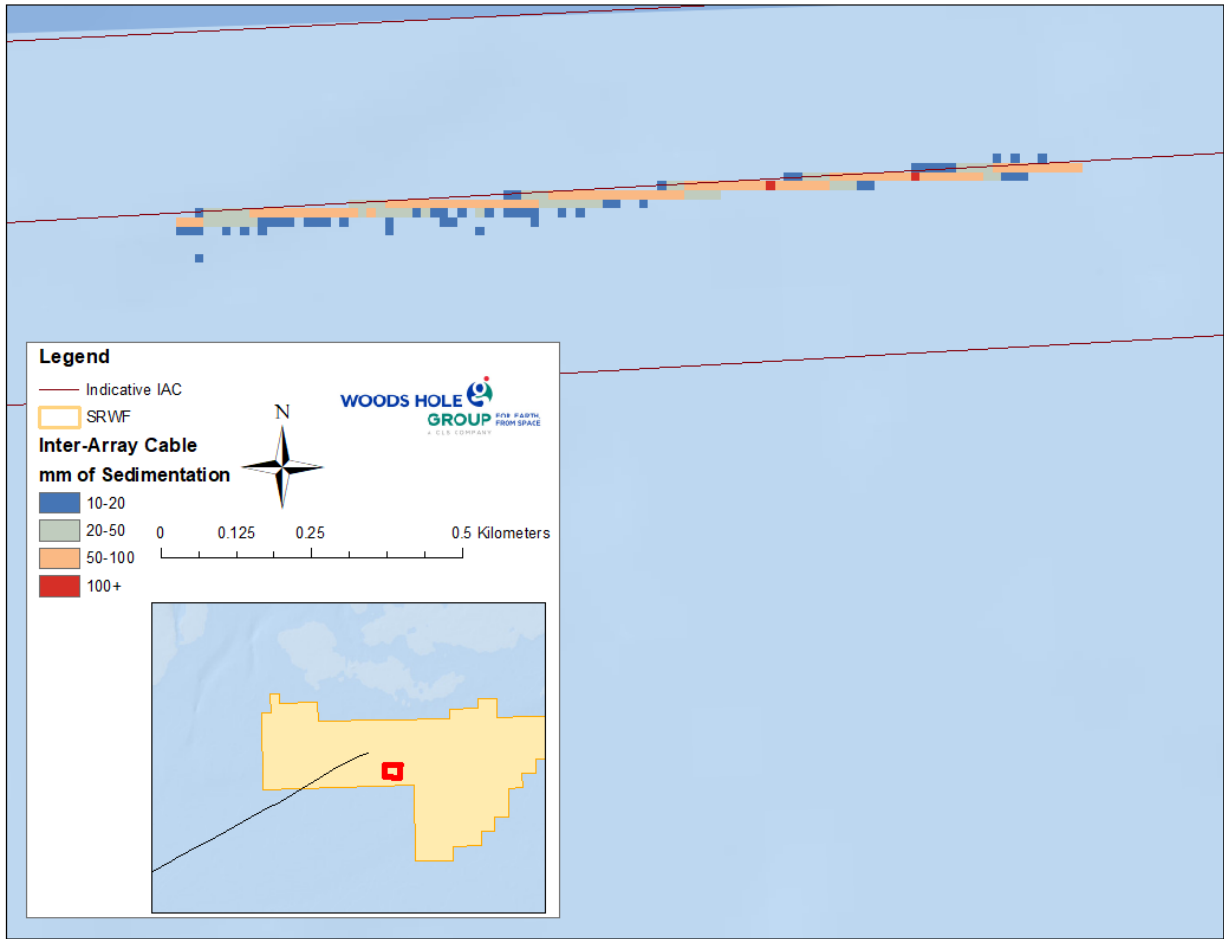 Legend
Indicative IAC
SRWF
Inter-Array Cable
mm of Sedimentation
10-20
20-50
50-100
100+
WOODS HOLE
GROUP
FOR EARTH,
FROM SPACE
A CLS COMPANY
N
0 0.125 0.25 0.5 Kilometers